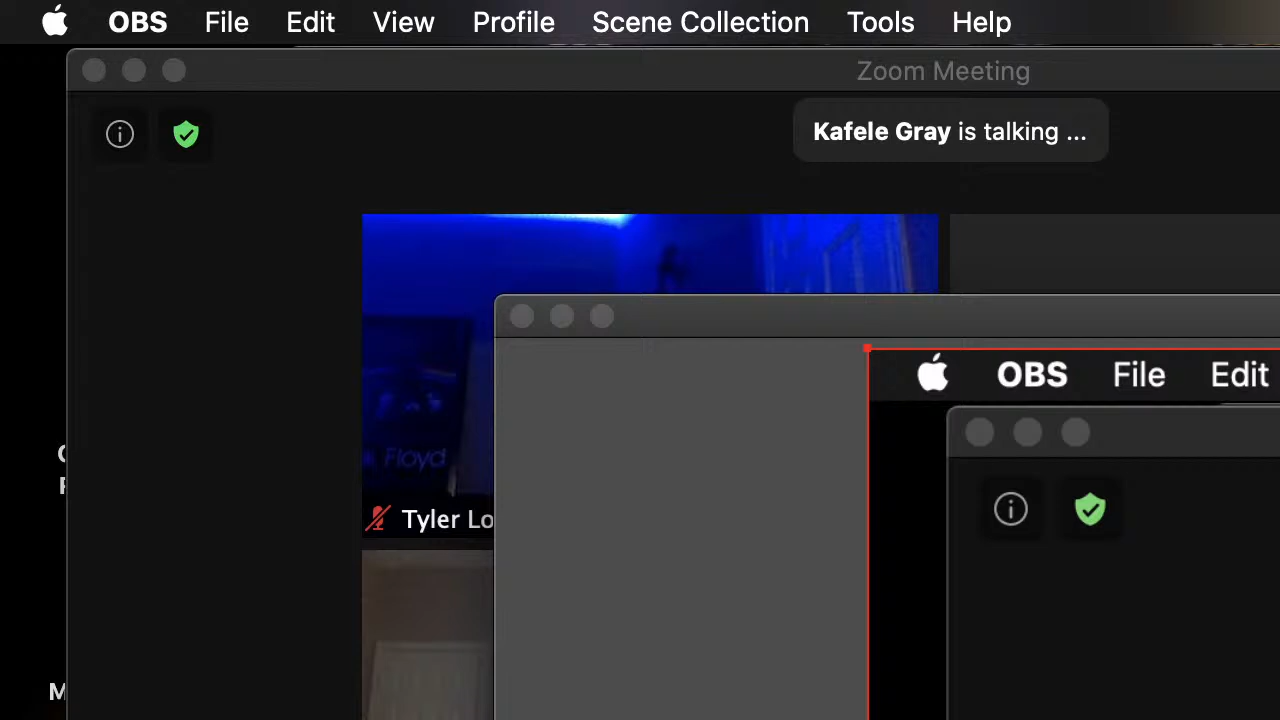 OBS File Edit View Profile Scene Collection Tools Help
Zoom Meeting
Kafele Gray is talking ...
Floyd
Tyler Lo
OBS File Edit